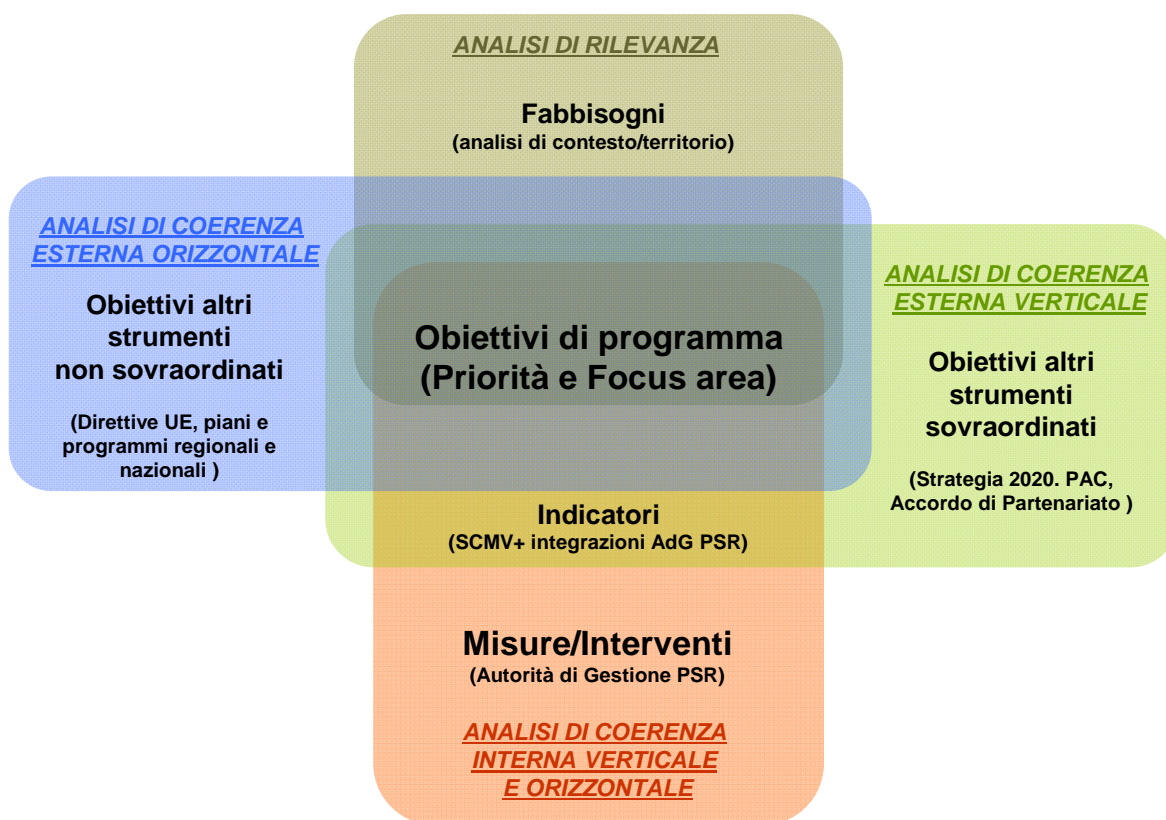 ANALISI DI RILEVANZA
Fabbisogni
(analisi di contesto/territorio)
ANALISI DI COERENZA
ESTERNA ORIZZONTALE
Obiettivi altri
strumenti
non sovraordinati
(Direttive UE, piani e
programmi regionali e
nazionali )
Obiettivi di programma
(Priorità e Focus area)
ANALISI DI COERENZA
ESTERNA VERTICALE
Obiettivi altri
strumenti
sovraordinati
(Strategia 2020. PAC,
Accordo di Partenariato )
Indicatori
(SCMV+ integrazioni AdG PSR)
Misure/Interventi
(Autorità di Gestione PSR)
ANALISI DI COERENZA
INTERNA VERTICALE
E ORIZZONTALE